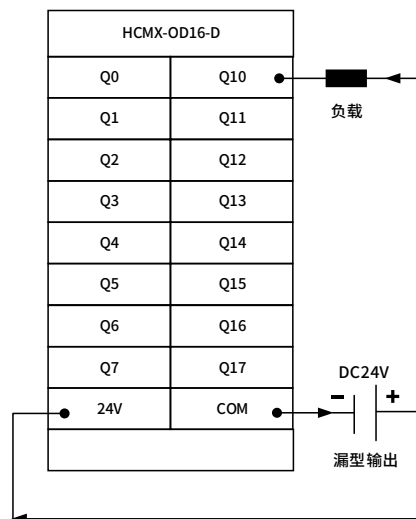 HCMX-OD16-D
Q0 Q10
负载
Q1 Q11
Q2 Q12
Q3 Q13
Q4 Q14
Q5 Q15
Q6 Q16
Q7 Q17
DC24V
- +
24V COM
漏型输出